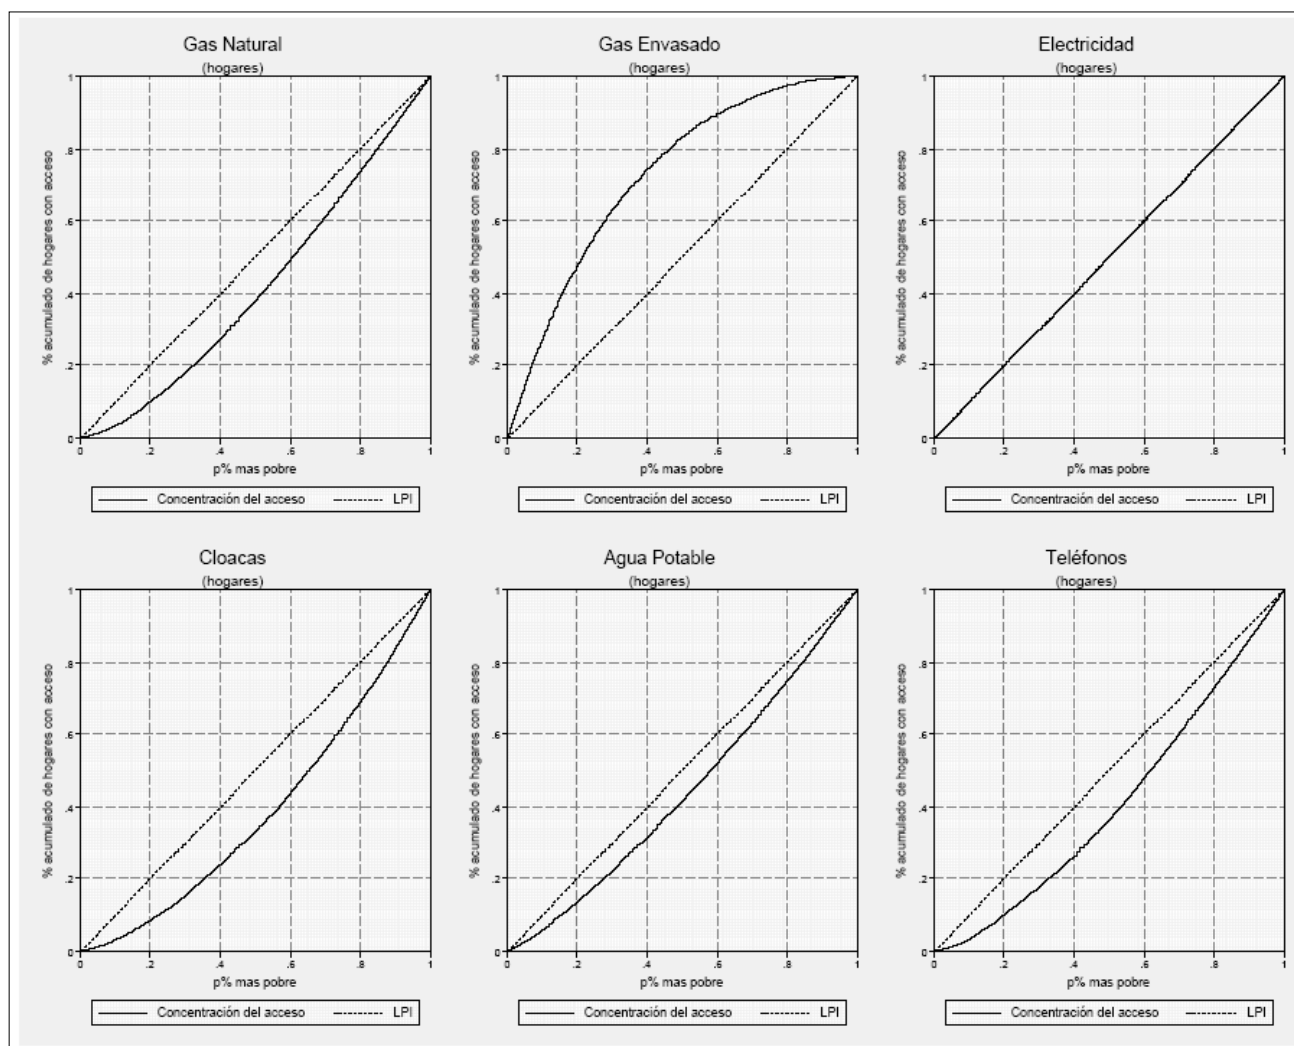 Gas Natural
(hogares)
% acumulado de hogares con acceso
1
.8
.6
.4
.2
0
0 .2 .4 .6 .8 1
p% mas pobre
Concentración del acceso LPI
Gas Envasado
(hogares)
% acumulado de hogares con acceso
1
.8
.6
.4
.2
0
0 .2 .4 .6 .8 1
p% mas pobre
Concentración del acceso LPI
Electricidad
(hogares)
% acumulado de hogares con acceso
1
.8
.6
.4
.2
0
0 .2 .4 .6 .8 1
p% mas pobre
Concentración del acceso LPI
Cloacas
(hogares)
% acumulado de hogares con acceso
1
.8
.6
.4
.2
0
0 .2 .4 .6 .8 1
p% mas pobre
Concentración del acceso LPI
Agua Potable
(hogares)
% acumulado de hogares con acceso
1
.8
.6
.4
.2
0
0 .2 .4 .6 .8 1
p% mas pobre
Concentración del acceso LPI
Teléfonos
(hogares)
% acumulado de hogares con acceso
1
.8
.6
.4
.2
0
0 .2 .4 .6 .8 1
p% mas pobre
Concentración del acceso LPI